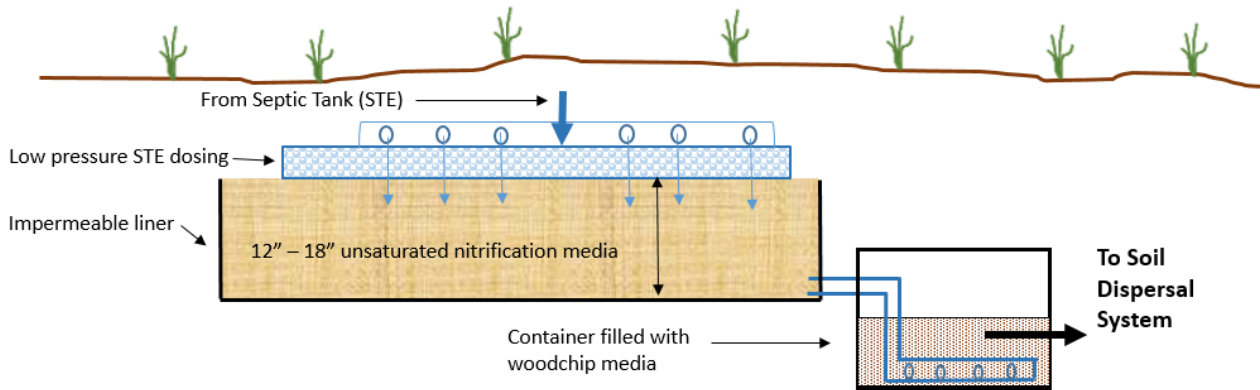 From Septic Tank (STE)
Low pressure STE dosing
Impermeable liner
12” – 18” unsaturated nitrification media
To Soil
Dispersal
System
Container filled with
woodchip media